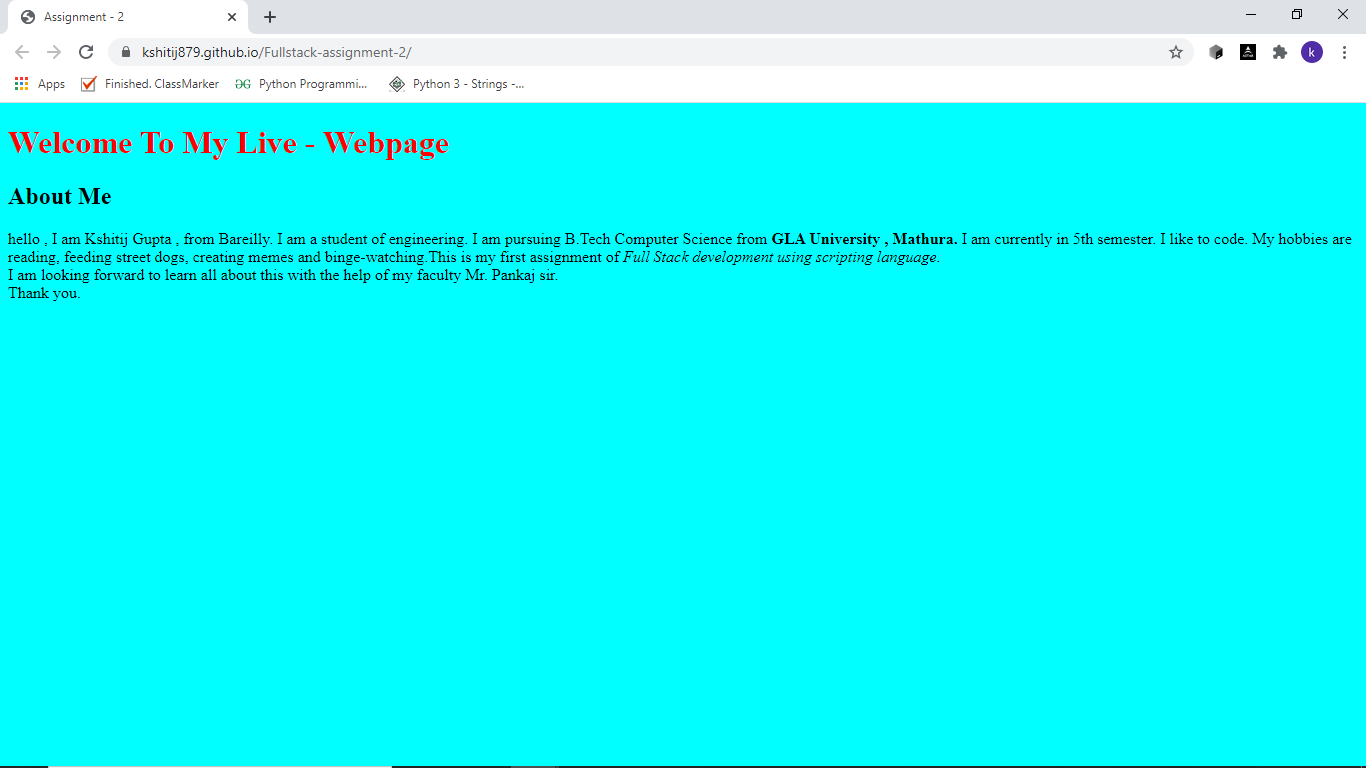 Assignment - 2
kshitij879.github.io/Fullstack-assignment-2/
k
Apps
Finished. ClassMarker
Python Programmi...
Python 3 - Strings -...
Welcome To My Live - Webpage
About Me
hello , I am Kshitij Gupta , from Bareilly. I am a student of engineering. I am pursuing B.Tech Computer Science from GLA University , Mathura. I am currently in 5th semester. I like to code. My hobbies are
reading, feeding street dogs, creating memes and binge-watching.This is my first assignment of Full Stack development using scripting language.
I am looking forward to learn all about this with the help of my faculty Mr. Pankaj sir.
Thank you.